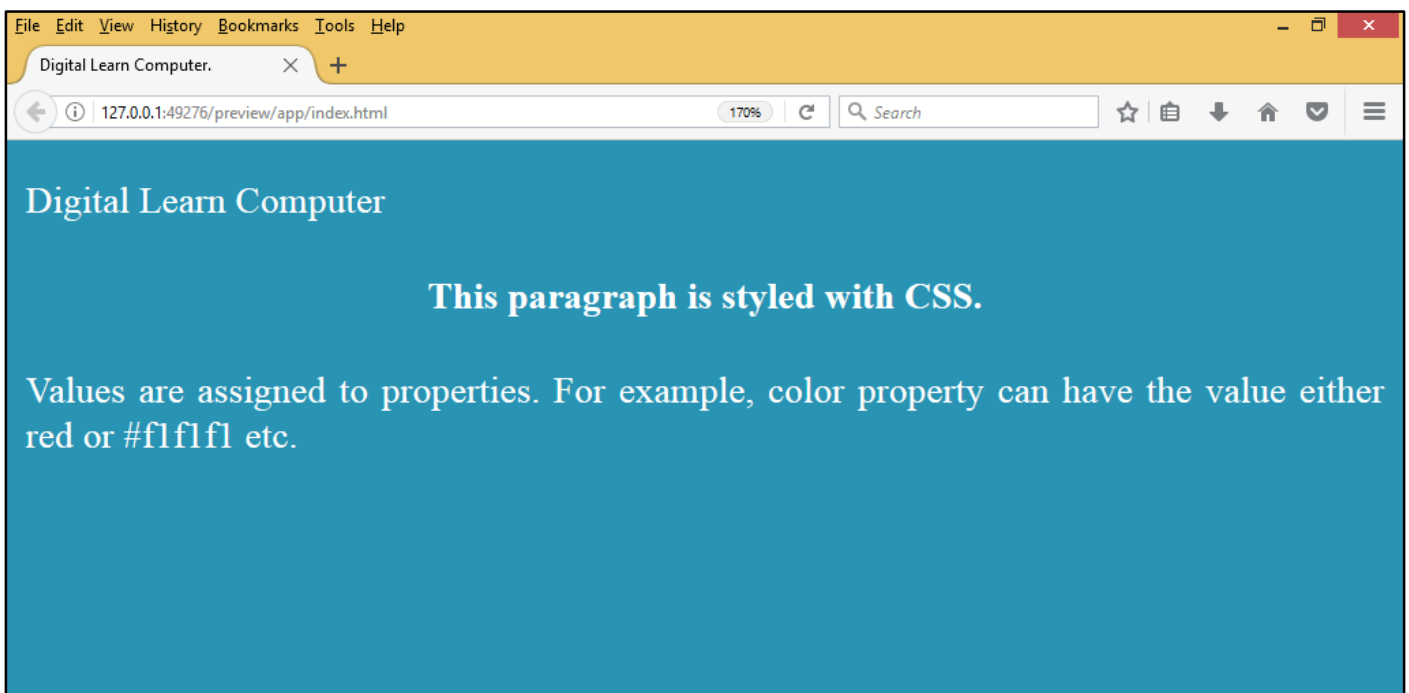 File Edit View History Bookmarks Tools Help
Digital Learn Computer.
127.0.0.1:49276/preview/app/index.html 170% Search
Digital Learn Computer
This paragraph is styled with CSS.
Values are assigned to properties. For example, color property can have the value either
red or #f1f1f1 etc.